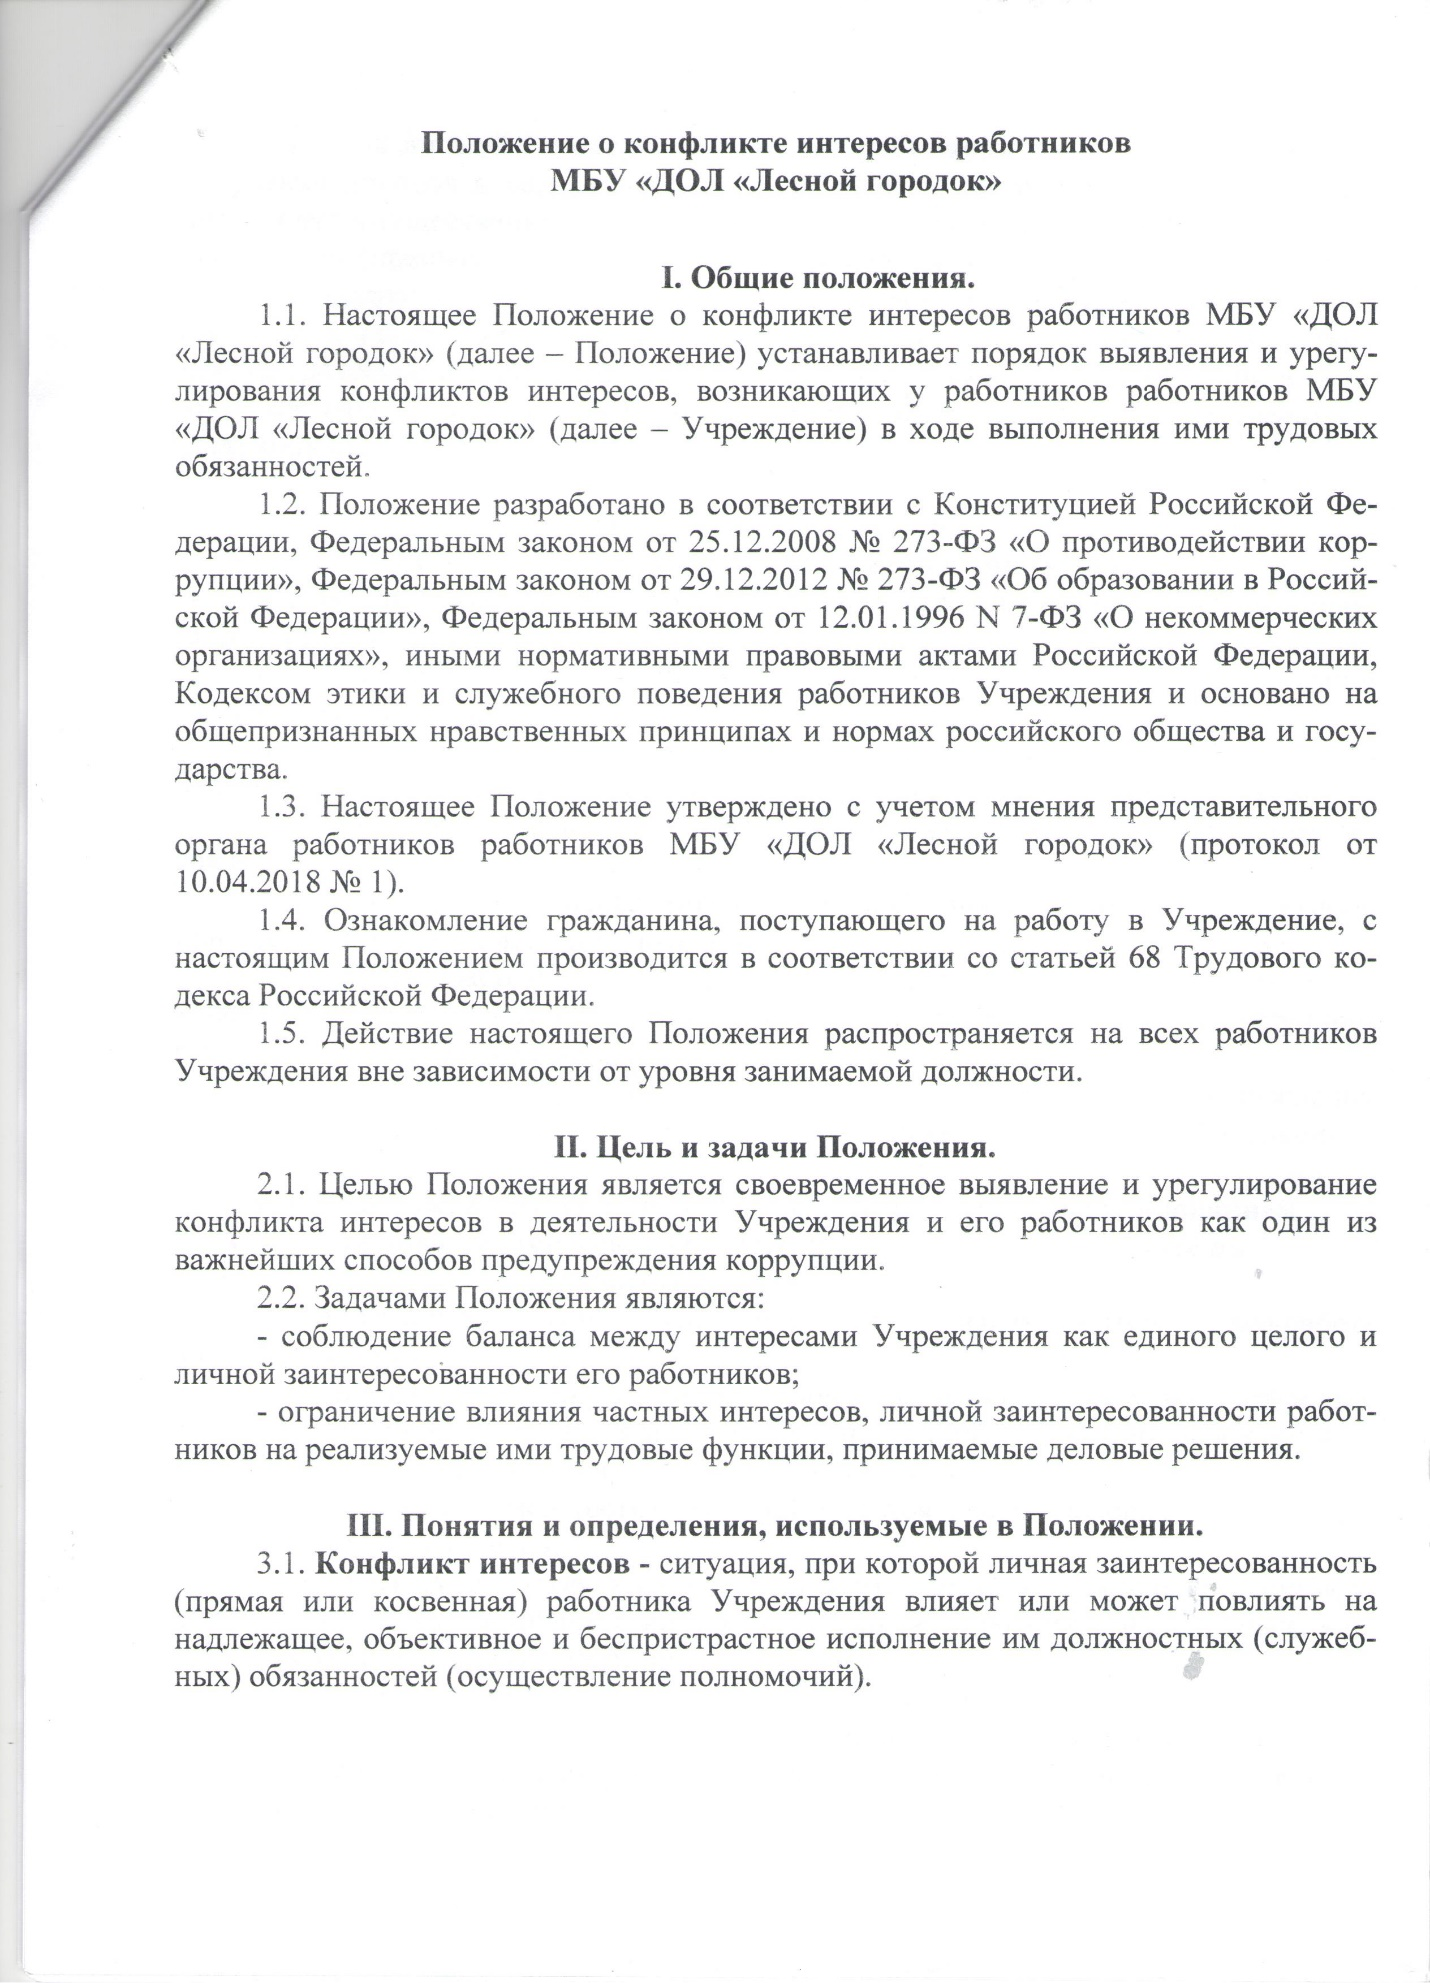 Положение о конфликте интересов работников
МБУ «ДОЛ «Лесной городок»
I. Общие положения.
1.1. Настоящее Положение о конфликте интересов работников МБУ «ДОЛ
«Лесной городок» (далее – Положение) устанавливает порядок выявления и урегу-
лирования конфликтов интересов, возникающих у работников работников МБУ
«ДОЛ «Лесной городок» (далее – Учреждение) в ходе выполнения ими трудовых
обязанностей.
1.2. Положение разработано в соответствии с Конституцией Российской Фе-
дерации, Федеральным законом от 25.12.2008 № 273-ФЗ «О противодействии кор-
рупции», Федеральным законом от 29.12.2012 № 273-ФЗ «Об образовании в Россий-
ской Федерации», Федеральным законом от 12.01.1996 N 7-ФЗ «О некоммерческих
организациях», иными нормативными правовыми актами Российской Федерации,
Кодексом этики и служебного поведения работников Учреждения и основано на
общепризнанных нравственных принципах и нормах российского общества и госу-
дарства.
1.3. Настоящее Положение утверждено с учетом мнения представительного
органа работников работников МБУ «ДОЛ «Лесной городок» (протокол от
10.04.2018 № 1).
1.4. Ознакомление гражданина, поступающего на работу в Учреждение, с
настоящим Положением производится в соответствии со статьей 68 Трудового ко-
декса Российской Федерации.
1.5. Действие настоящего Положения распространяется на всех работников
Учреждения вне зависимости от уровня занимаемой должности.
II. Цель и задачи Положения.
2.1. Целью Положения является своевременное выявление и урегулирование
конфликта интересов в деятельности Учреждения и его работников как один из
важнейших способов предупреждения коррупции.
2.2. Задачами Положения являются:
- соблюдение баланса между интересами Учреждения как единого целого и
личной заинтересованности его работников;
- ограничение влияния частных интересов, личной заинтересованности работ-
ников на реализуемые ими трудовые функции, принимаемые деловые решения.
III. Понятия и определения, используемые в Положении.
3.1. Конфликт интересов - ситуация, при которой личная заинтересованность
(прямая или косвенная) работника Учреждения влияет или может повлиять на
надлежащее, объективное и беспристрастное исполнение им должностных (служеб-
ных) обязанностей (осуществление полномочий).